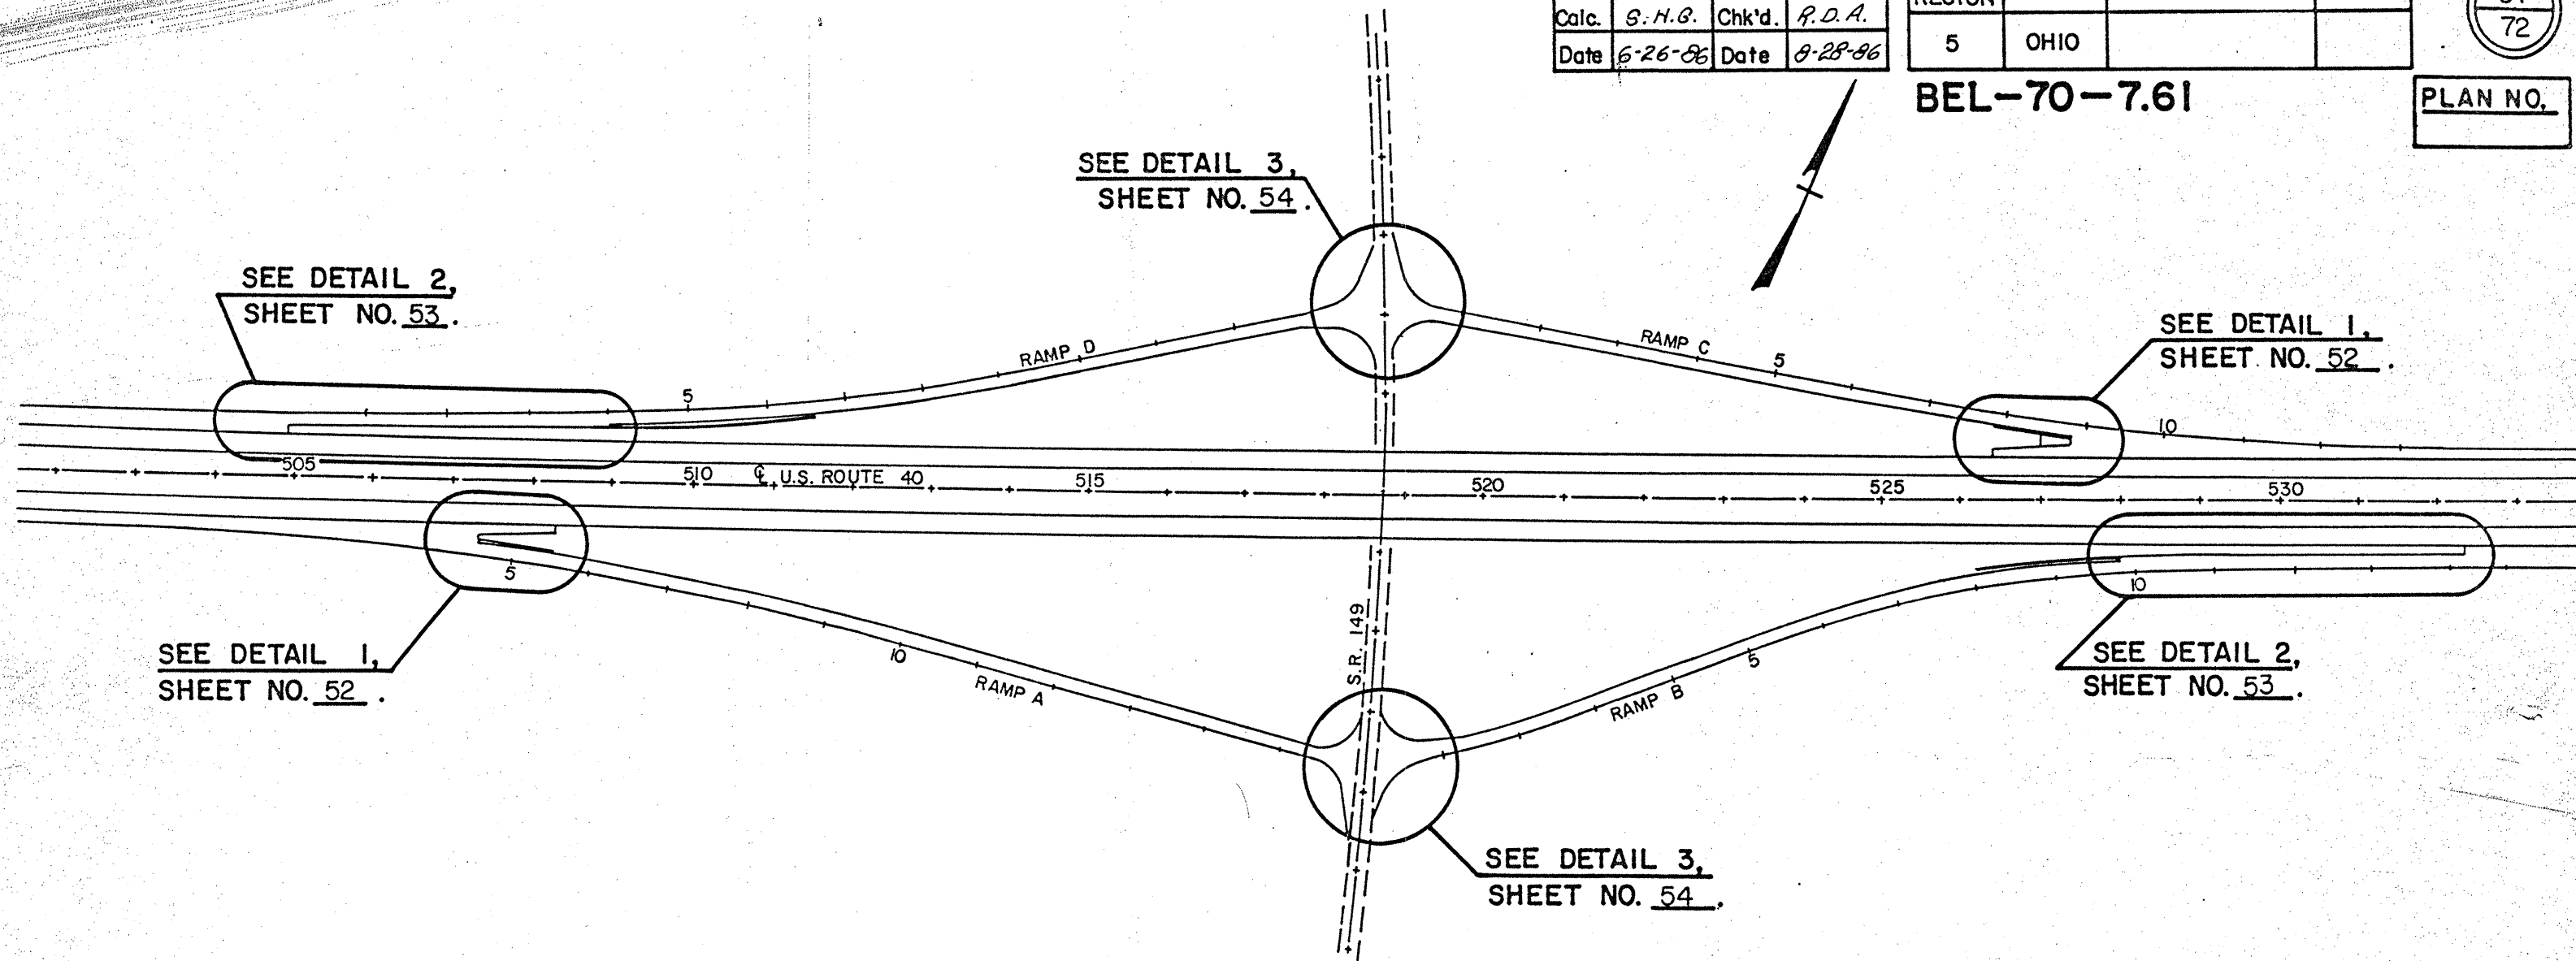 Calc. S.H.G. Chk'd. R.D.A.
Date 6-26-86 Date 8-28-86
REGION
5 OHIO
72
BEL-70-7.61
PLAN NO.
SEE DETAIL 3,
SHEET NO. 54.
SEE DETAIL 2,
SHEET NO. 53.
SEE DETAIL 1,
SHEET NO. 52.
RAMP D
5
RAMP C
5
10
505
510
℄ U.S. ROUTE 40
515
520
525
530
5
10
RAMP A
S.R. 149
RAMP B
5
10
SEE DETAIL 1,
SHEET NO. 52.
SEE DETAIL 2,
SHEET NO. 53.
SEE DETAIL 3,
SHEET NO. 54.